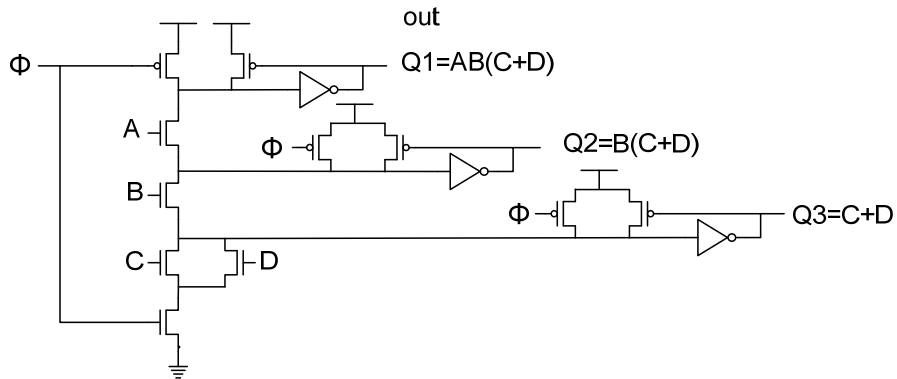 out
Φ
Q1=AB(C+D)
A
Φ
Q2=B(C+D)
B
Φ
Q3=C+D
C
D